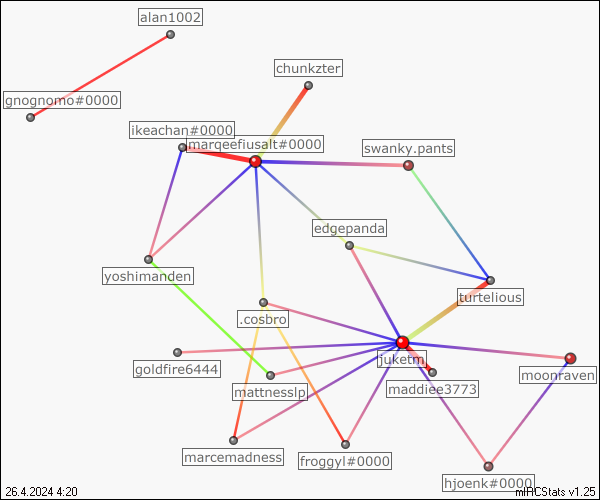 alan1002
chunkzter
gnognomo#0000
ikeachan#0000
marqeefiusalt#0000
swanky.pants
edgepanda
yoshimanden
turtelious
.cosbro
juketm
goldfire6444
moonraven
mattnesslp
maddiee3773
marcemadness
froggyl#0000
hjoenk#0000
26.4.2024 4:20
mIRCStats v1.25